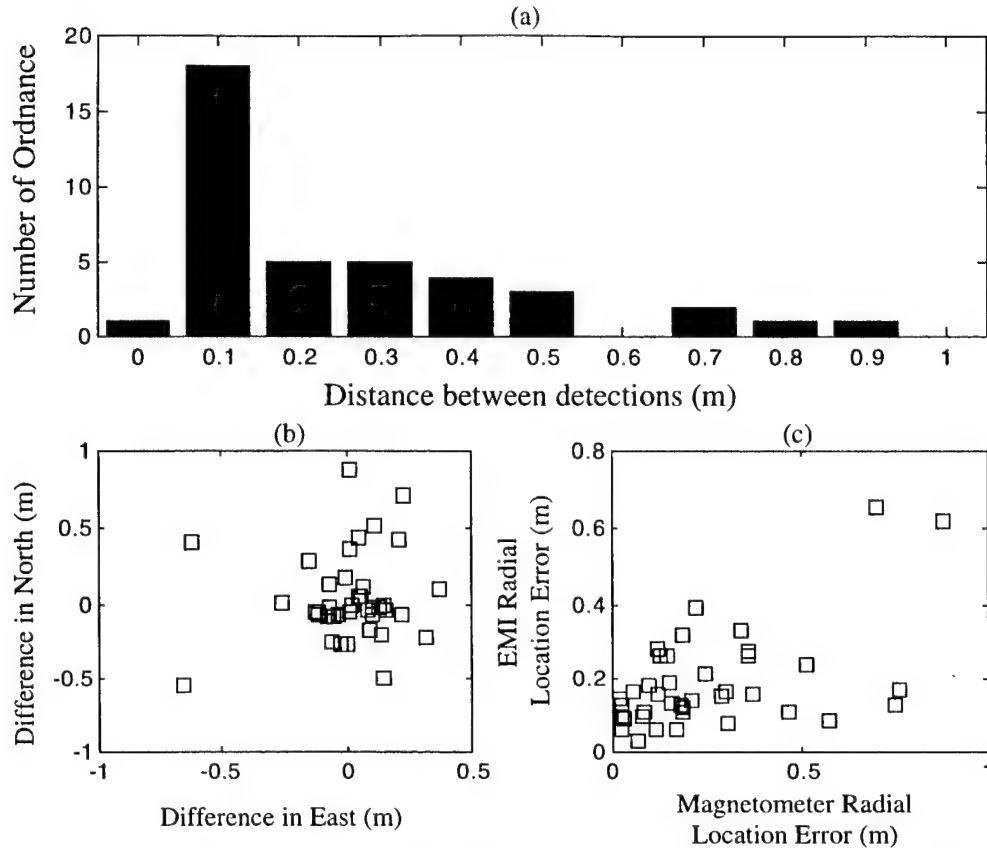 (a)
Number of Ordnance
20
15
10
5
0
0 0.1 0.2 0.3 0.4 0.5 0.6 0.7 0.8 0.9 1
Distance between detections (m)
(b)
Difference in North (m)
1
0.5
0
-0.5
-1
-1 -0.5 0 0.5
Difference in East (m)
(c)
EMI Radial
Location Error (m)
0.8
0.6
0.4
0.2
0
0 0.5 1
Magnetometer Radial
Location Error (m)